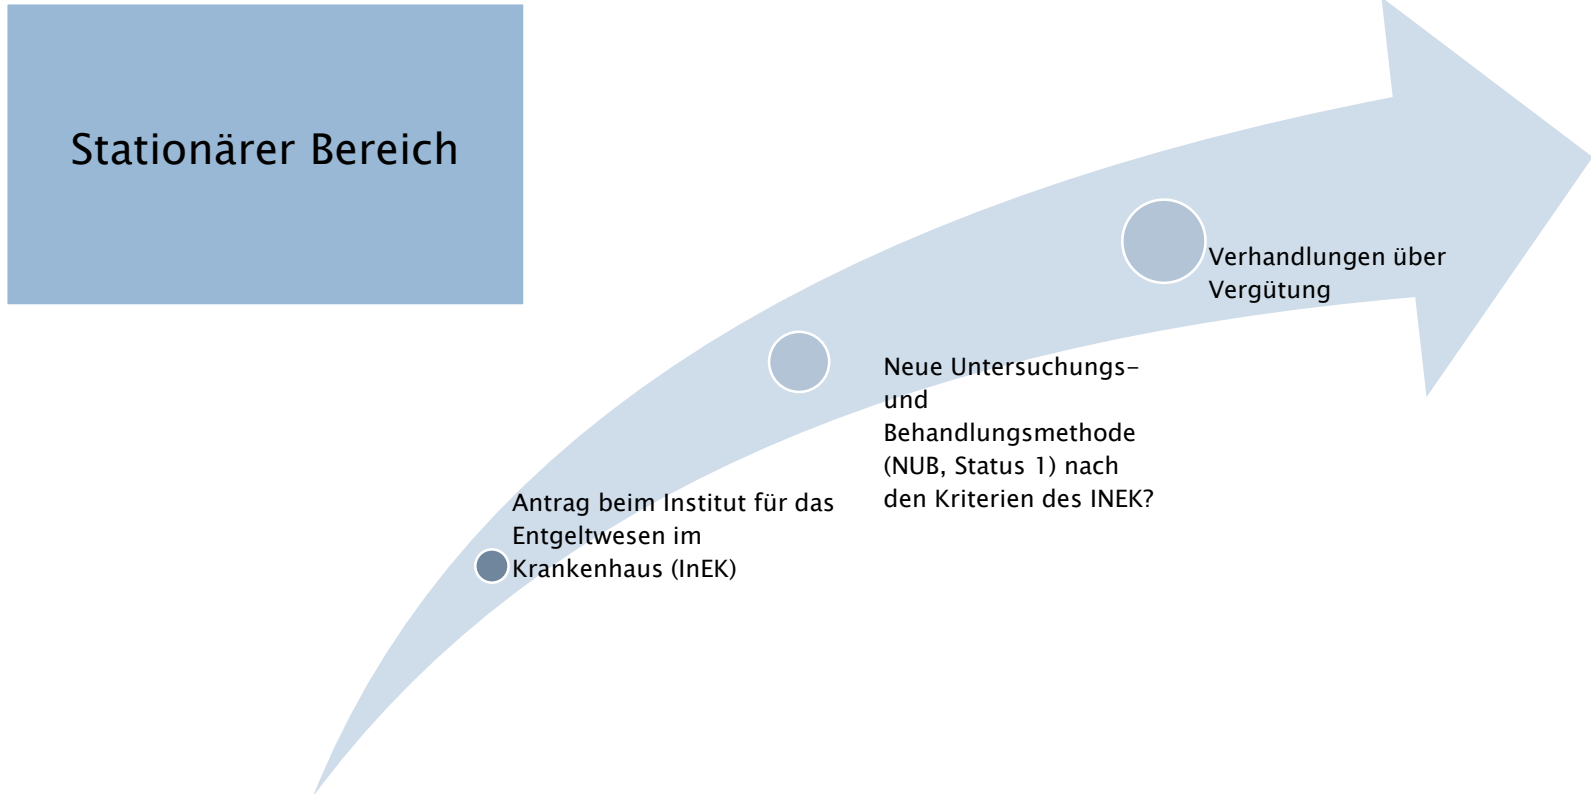 Stationärer Bereich
Antrag beim Institut für das
Entgeltwesen im
Krankenhaus (InEK)
Neue Untersuchungs-
und
Behandlungsmethode
(NUB, Status 1) nach
den Kriterien des INEK?
Verhandlungen über
Vergütung